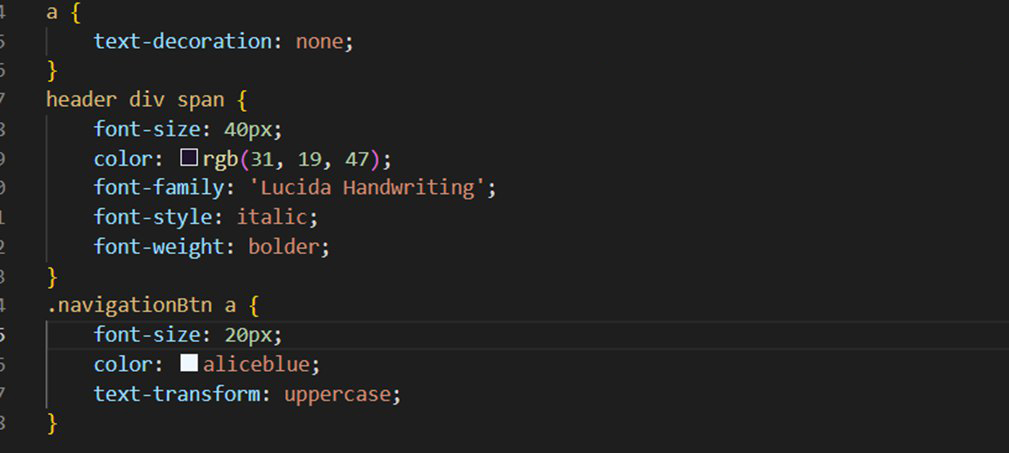 4 a {
5 text-decoration: none;
6 }
7 header div span {
8 font-size: 40px;
9 color: rgb(31, 19, 47);
0 font-family: 'Lucida Handwriting';
1 font-style: italic;
2 font-weight: bolder;
3 }
4 .navigationBtn a {
5 font-size: 20px;
6 color: aliceblue;
7 text-transform: uppercase;
8 }